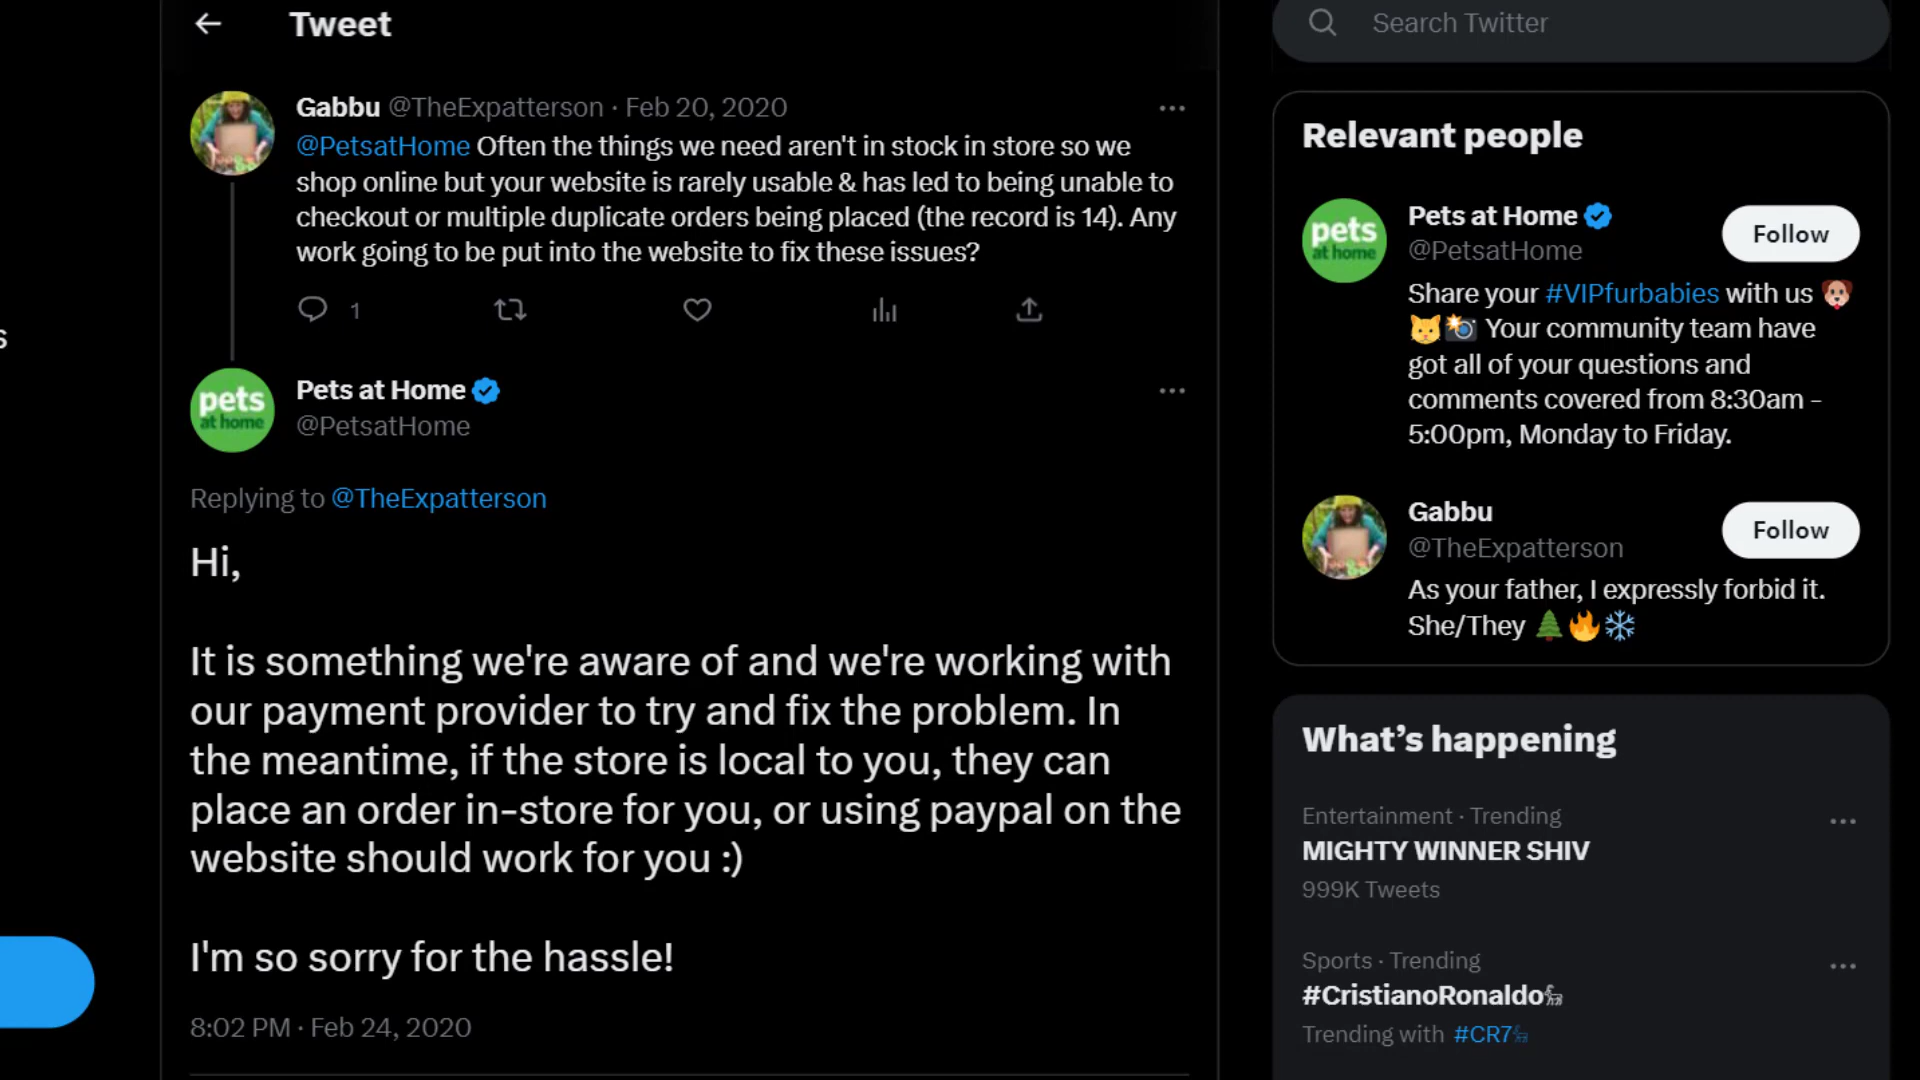 Tweet
Search Twitter
Gabbu @TheExpatterson · Feb 20, 2020
@PetsatHome Often the things we need aren't in stock in store so we
shop online but your website is rarely usable & has led to being unable to
checkout or multiple duplicate orders being placed (the record is 14). Any
work going to be put into the website to fix these issues?
1
pets
at home
Pets at Home
@PetsatHome
Replying to @TheExpatterson
Hi,
It is something we're aware of and we're working with
our payment provider to try and fix the problem. In
the meantime, if the store is local to you, they can
place an order in-store for you, or using paypal on the
website should work for you :)
I'm so sorry for the hassle!
8:02 PM · Feb 24, 2020
Relevant people
pets
at home
Pets at Home
@PetsatHome
Follow
Share your #VIPfurbabies with us 🐶
🐱📸 Your community team have
got all of your questions and
comments covered from 8:30am -
5:00pm, Monday to Friday.
Gabbu
@TheExpatterson
Follow
As your father, I expressly forbid it.
She/They 🌲🔥❄️
What's happening
Entertainment · Trending
MIGHTY WINNER SHIV
999K Tweets
Sports · Trending
#CristianoRonaldo🐐
Trending with #CR7🐐
s